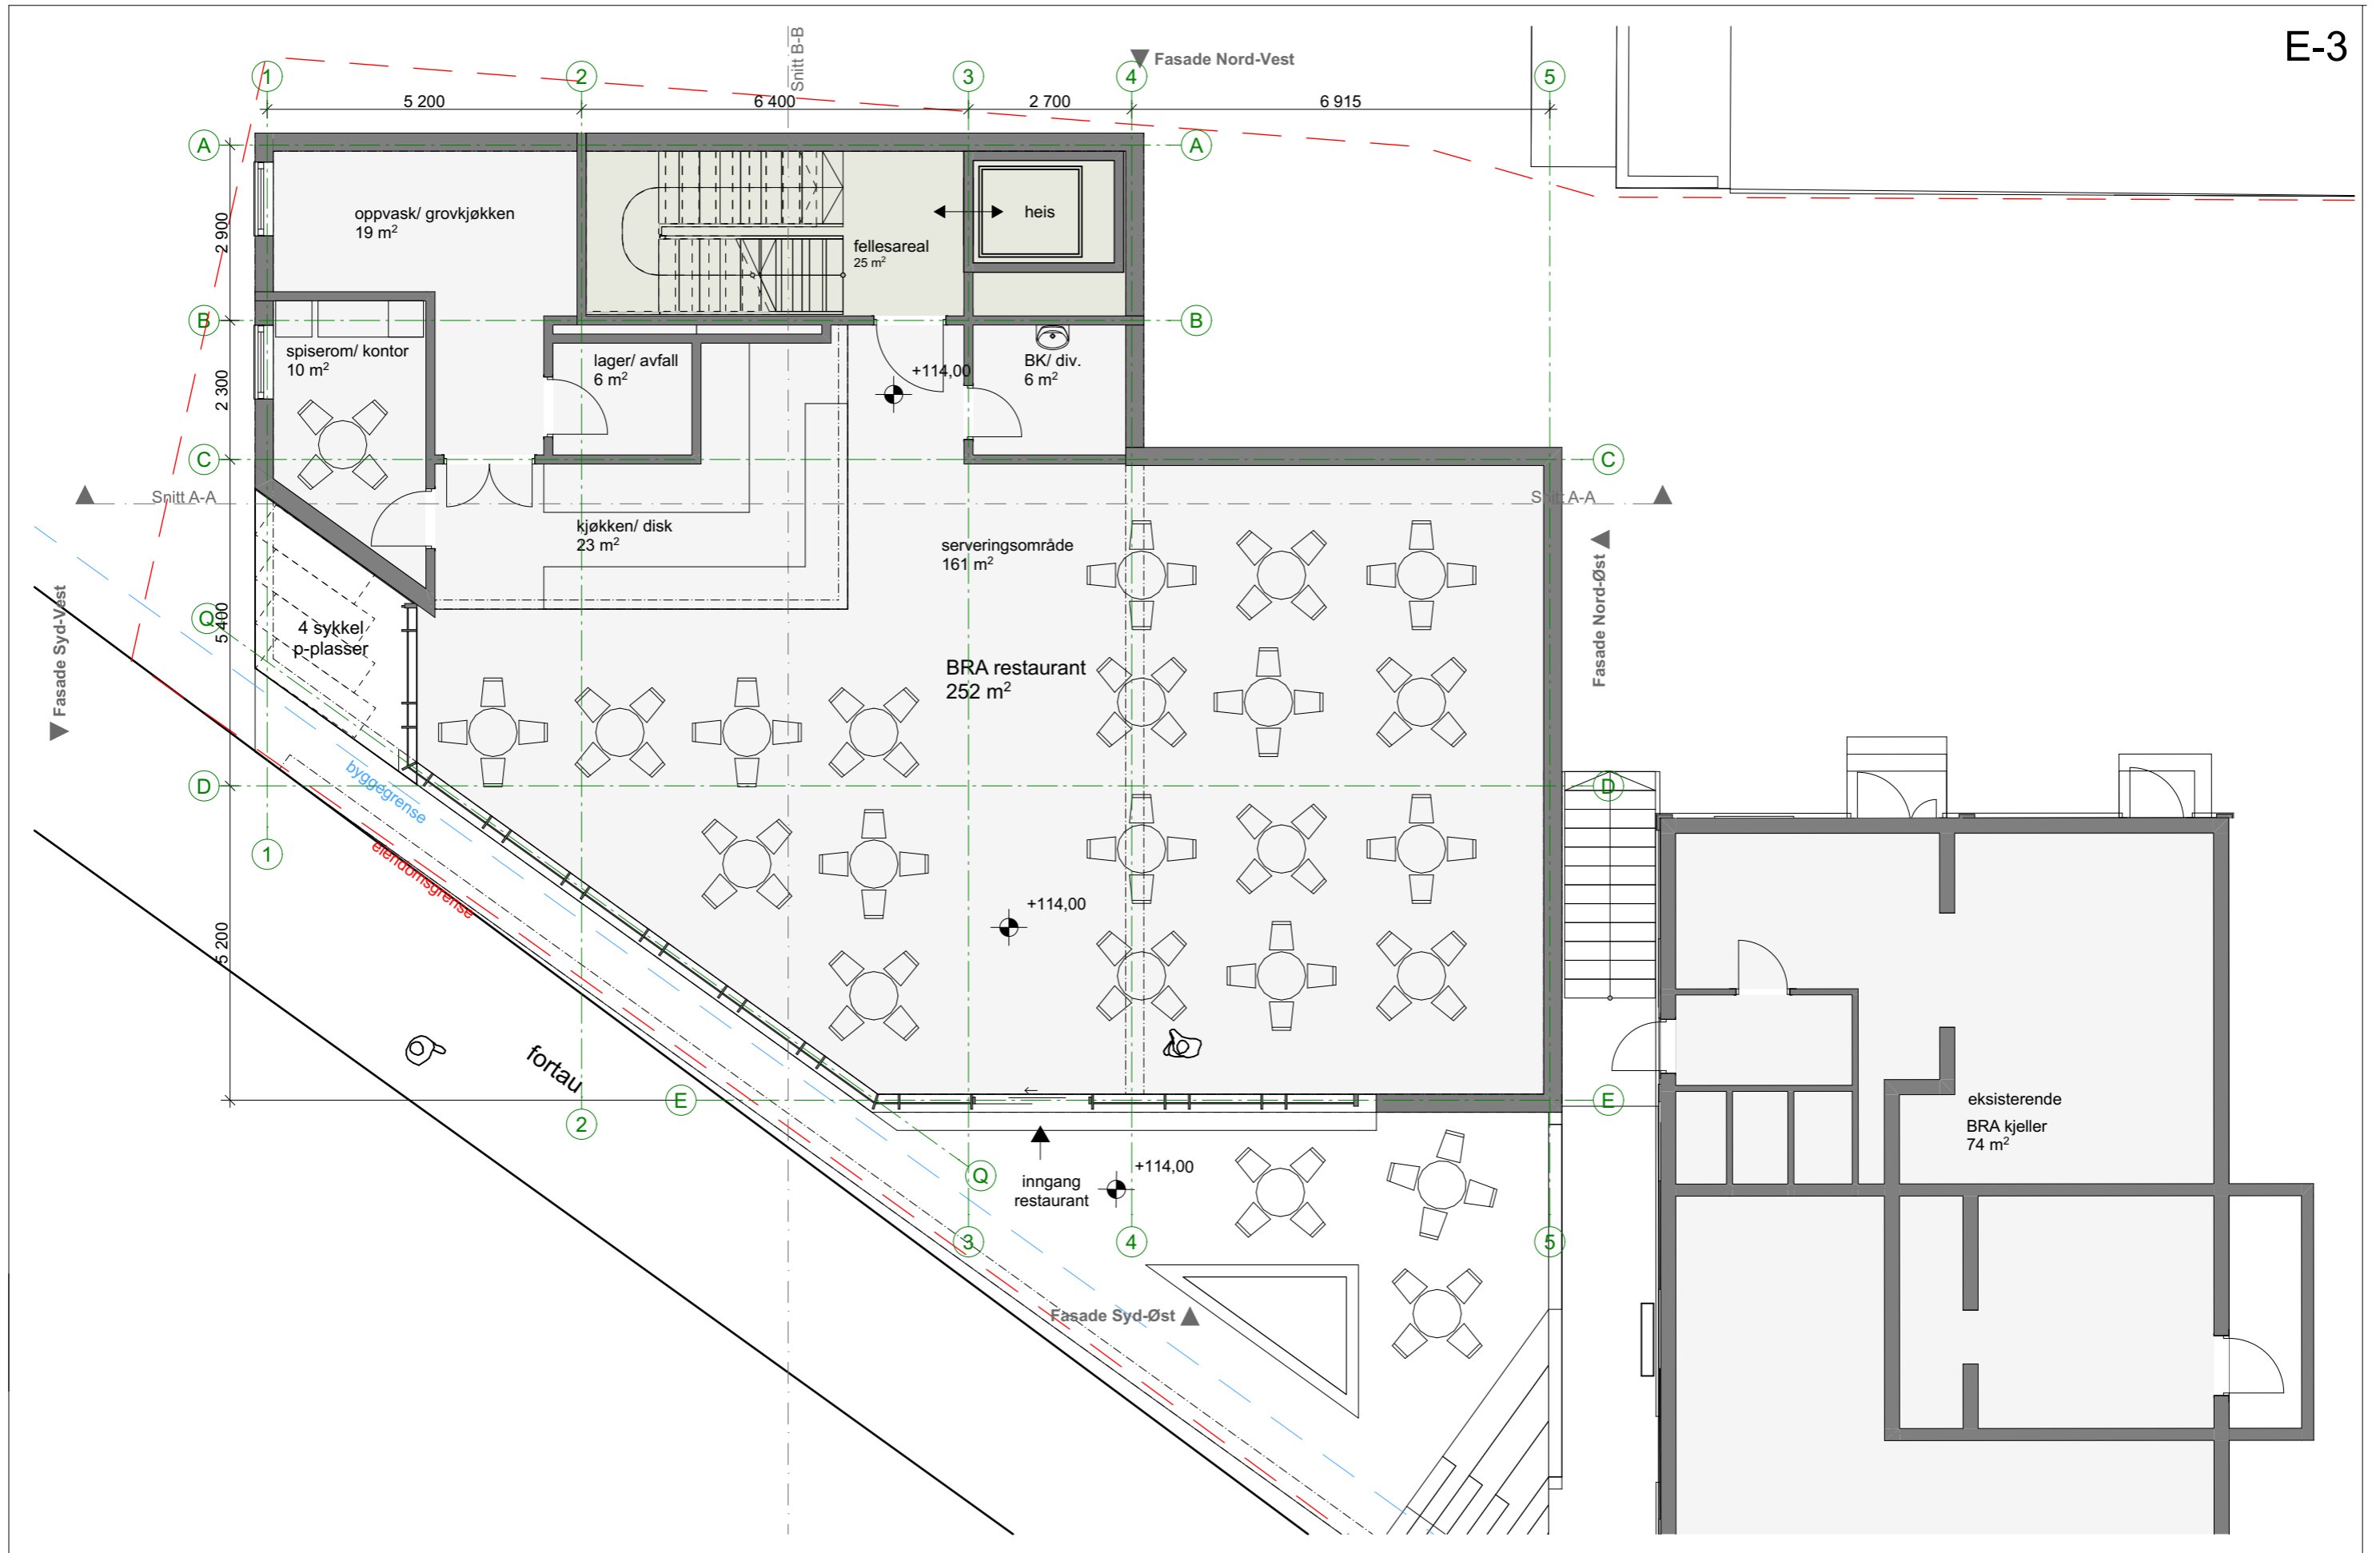 E-3
Snitt B-B
Fasade Nord-Vest
1
2
3
4
5
5 200
6 400
2 700
6 915
A
A
oppvask/ grovkjøkken
19 m²
heis
fellesareal
25 m²
2 900
B
B
spiserom/ kontor
10 m²
lager/ avfall
6 m²
+114,00
BK/ div.
6 m²
2 300
C
C
Snitt A-A
Snitt A-A
kjøkken/ disk
23 m²
serveringsområde
161 m²
Fasade Nord-Øst
Fasade Syd-Vest
Q
5 400
4 sykkel
p-plasser
BRA restaurant
252 m²
D
D
byggegrense
eiendomsgrense
1
+114,00
5 200
fortau
E
E
2
eksisterende
BRA kjeller
74 m²
Q
inngang
restaurant
+114,00
3
4
5
Fasade Syd-Øst